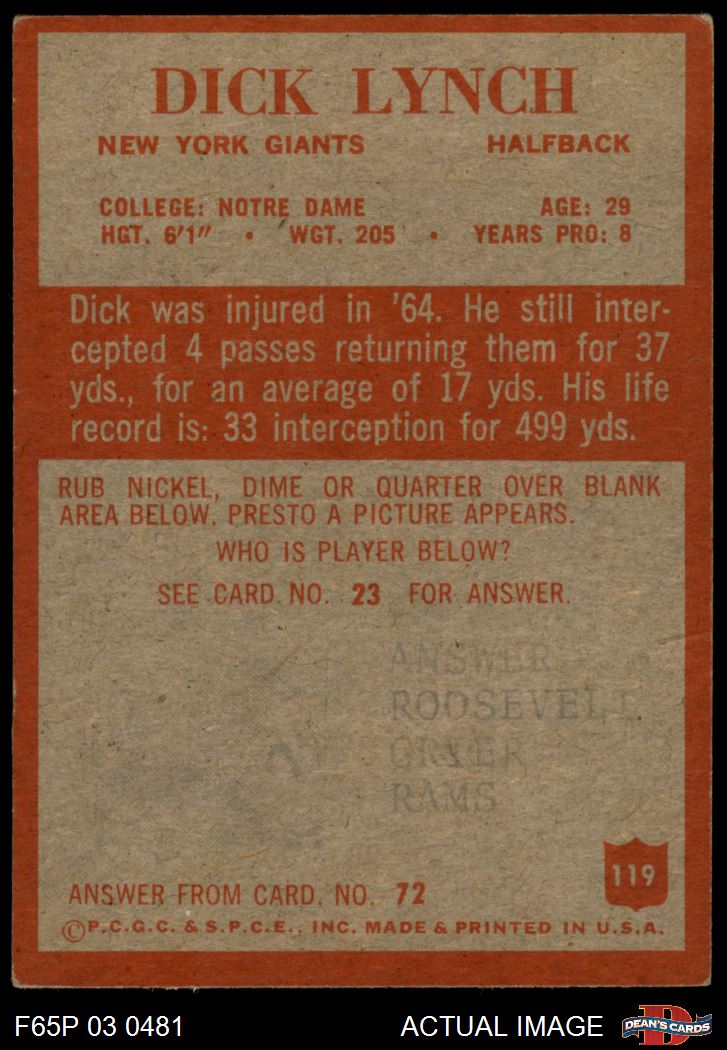 DICK LYNCH
NEW YORK GIANTS HALFBACK
COLLEGE: NOTRE DAME AGE: 29
HGT. 6'1" • WGT. 205 • YEARS PRO: 8
Dick was injured in '64. He still inter-
cepted 4 passes returning them for 37
yds., for an average of 17 yds. His life
record is: 33 interception for 499 yds.
RUB NICKEL, DIME OR QUARTER OVER BLANK
AREA BELOW. PRESTO A PICTURE APPEARS.
WHO IS PLAYER BELOW?
SEE CARD NO. 23 FOR ANSWER.
ANSWER
ROOSEVELT
GRIER
RAMS
119
ANSWER FROM CARD. NO. 72
©P.C.G.C. & S.P.C.E., INC. MADE & PRINTED IN U.S.A.
F65P 03 0481 ACTUAL IMAGE D DEAN'S CARDS